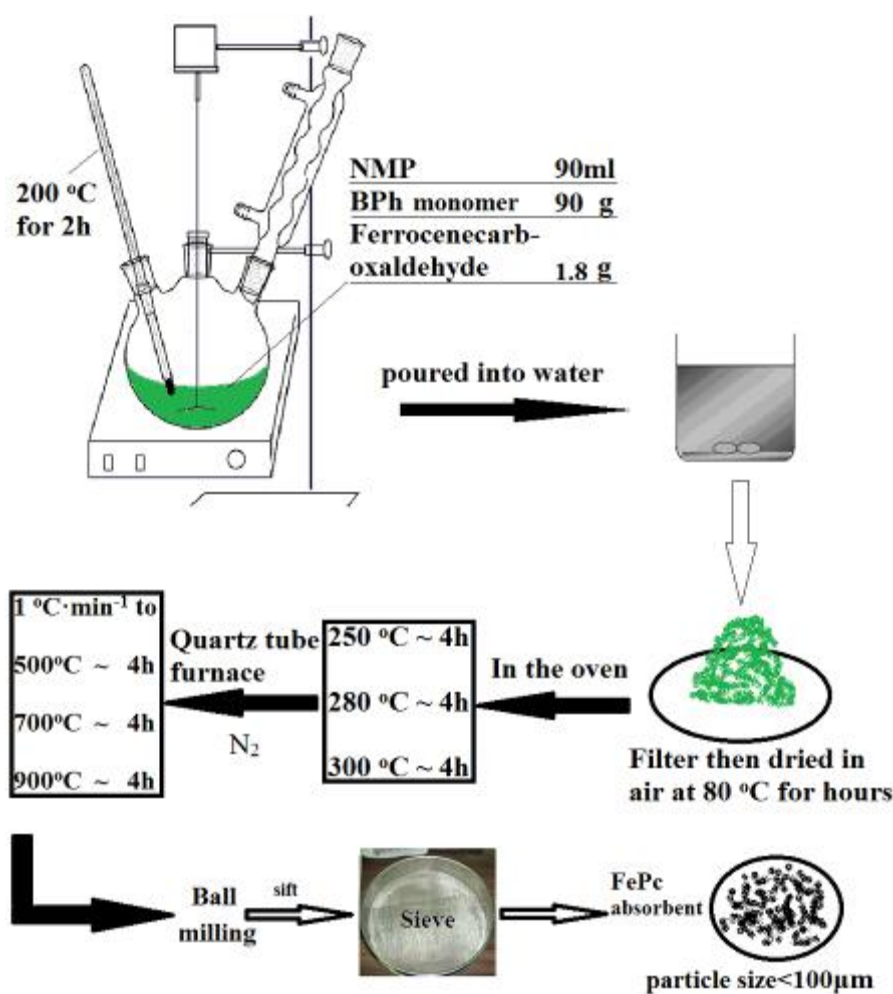 200 °C
for 2h
NMP 90ml
BPh monomer 90 g
Ferrocenecarb-
oxaldehyde 1.8 g
poured into water
Filter then dried in
air at 80 °C for hours
In the oven
250 °C ~ 4h
280 °C ~ 4h
300 °C ~ 4h
Quartz tube
furnace
N₂
1 °C·min⁻¹ to
500°C ~ 4h
700°C ~ 4h
900°C ~ 4h
Ball
milling
sift
Sieve
FePc
absorbent
particle size<100μm